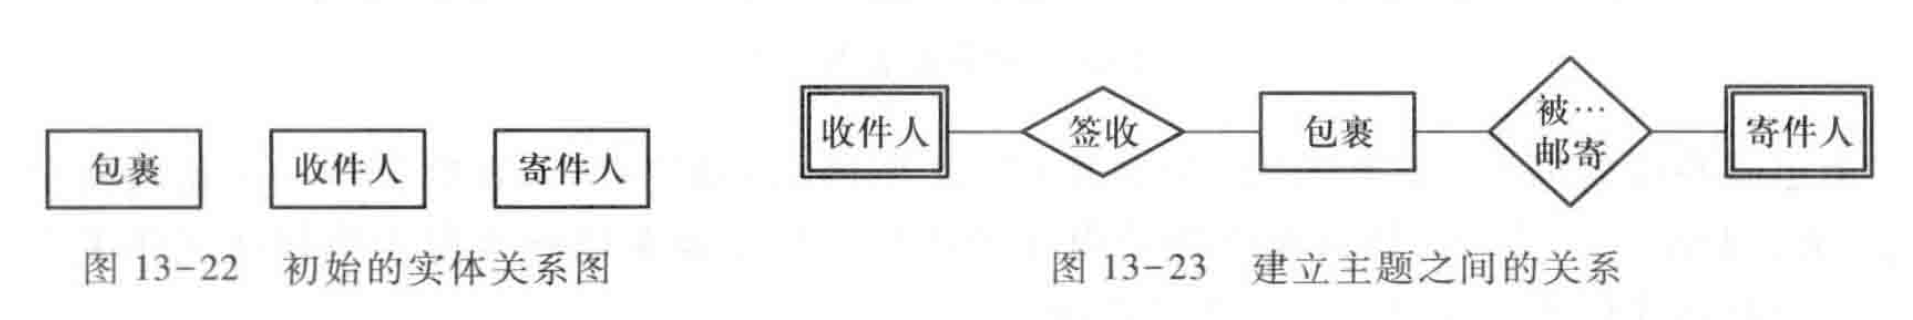 包裹
收件人
寄件人
图 13-22 初始的实体关系图
收件人
签收
包裹
被…
邮寄
寄件人
图 13-23 建立主题之间的关系